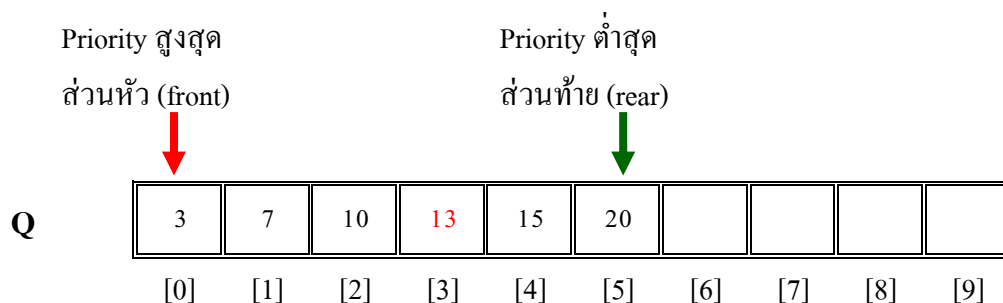 Priority สูงสุด
ส่วนหัว (front)
Priority ต่ำสุด
ส่วนท้าย (rear)
Q 3 7 10 13 15 20
[0] [1] [2] [3] [4] [5] [6] [7] [8] [9]